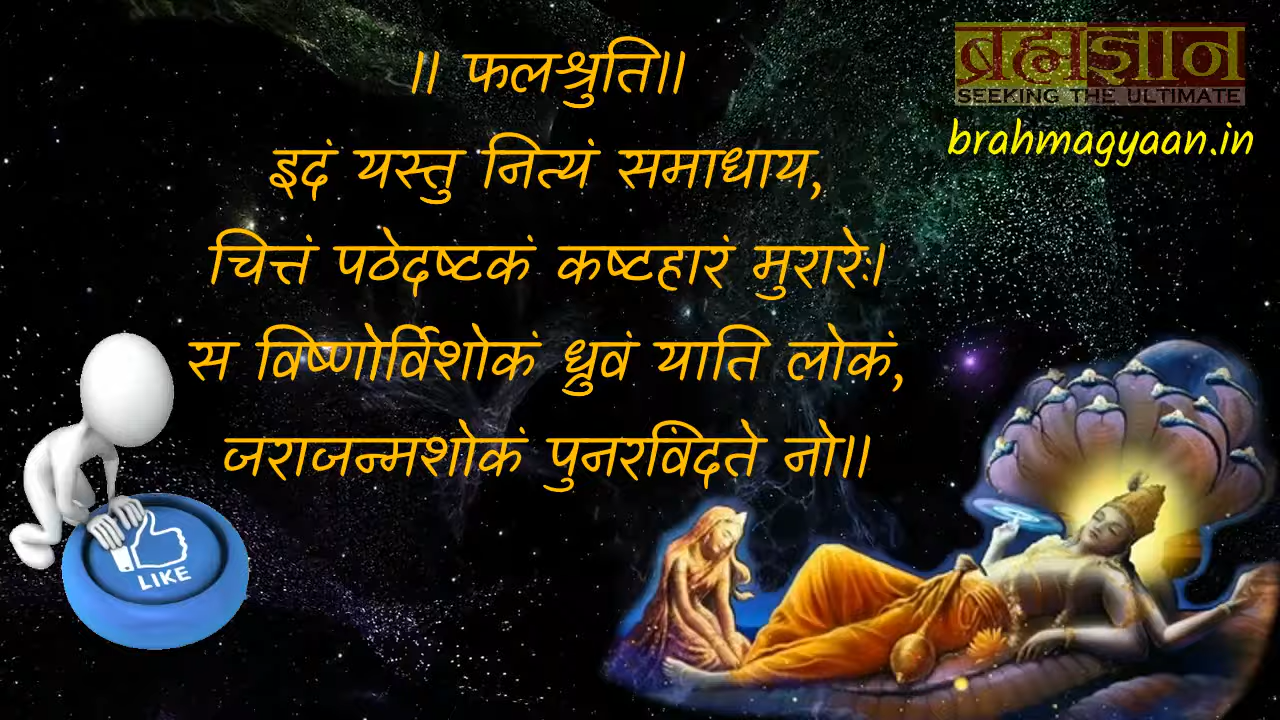 ॥ फलश्रुति॥
ब्रह्मज्ञान
SEEKING THE ULTIMATE
brahmagyaan.in
इदं यस्तु नित्यं समाधाय,
चित्तं पठेदष्टकं कष्टहारं मुरारेः।
स विष्णोर्विशोकं ध्रुवं याति लोकं,
जराजन्मशोकं पुनरविंदते नो॥
LIKE